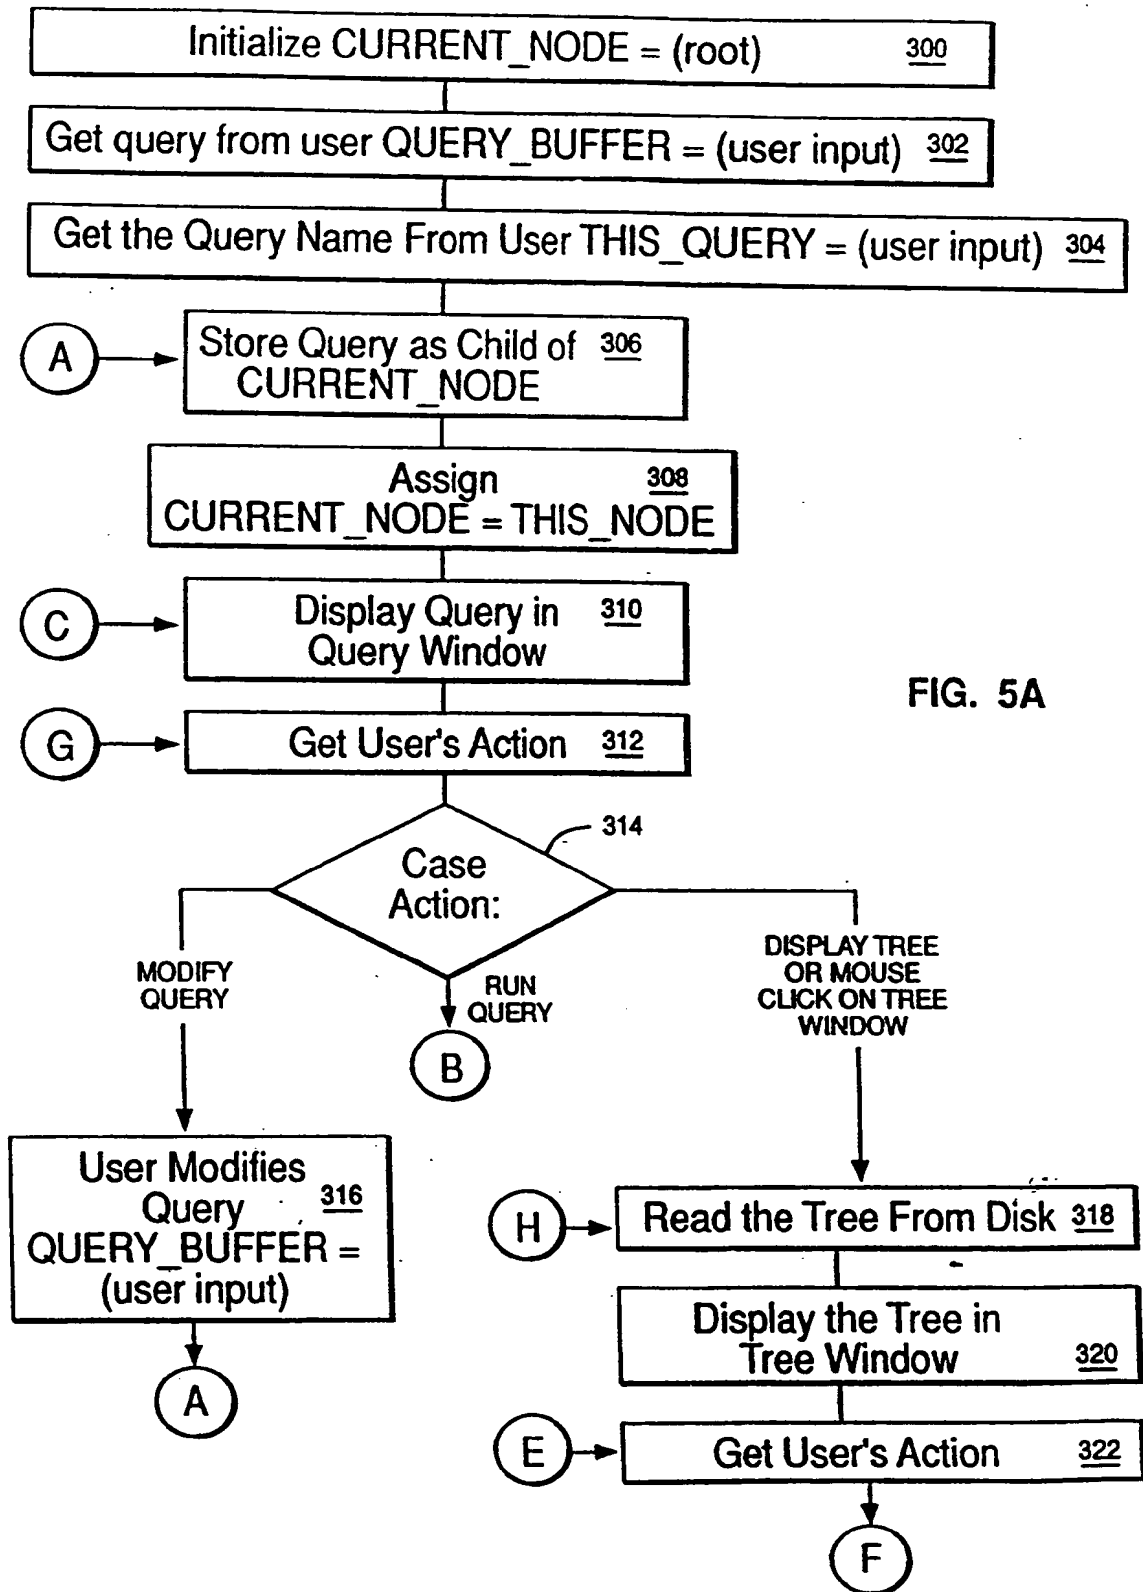 Initialize CURRENT_NODE = (root) 300
Get query from user QUERY_BUFFER = (user input) 302
Get the Query Name From User THIS_QUERY = (user input) 304
A
Store Query as Child of 306
CURRENT_NODE
Assign 308
CURRENT_NODE = THIS_NODE
C
Display Query in 310
Query Window
FIG. 5A
G
Get User's Action 312
314
Case
Action:
MODIFY
QUERY
RUN
QUERY
DISPLAY TREE
OR MOUSE
CLICK ON TREE
WINDOW
B
User Modifies
Query 316
QUERY_BUFFER =
(user input)
A
H
Read the Tree From Disk 318
Display the Tree in
Tree Window 320
E
Get User's Action 322
F